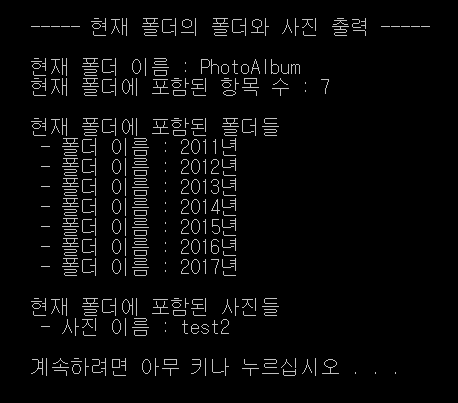 ----- 현재 폴더의 폴더와 사진 출력 -----
현재 폴더 이름 : PhotoAlbum
현재 폴더에 포함된 항목 수 : 7
현재 폴더에 포함된 폴더들
- 폴더 이름 : 2011년
- 폴더 이름 : 2012년
- 폴더 이름 : 2013년
- 폴더 이름 : 2014년
- 폴더 이름 : 2015년
- 폴더 이름 : 2016년
- 폴더 이름 : 2017년
현재 폴더에 포함된 사진들
- 사진 이름 : test2
계속하려면 아무 키나 누르십시오 . . .